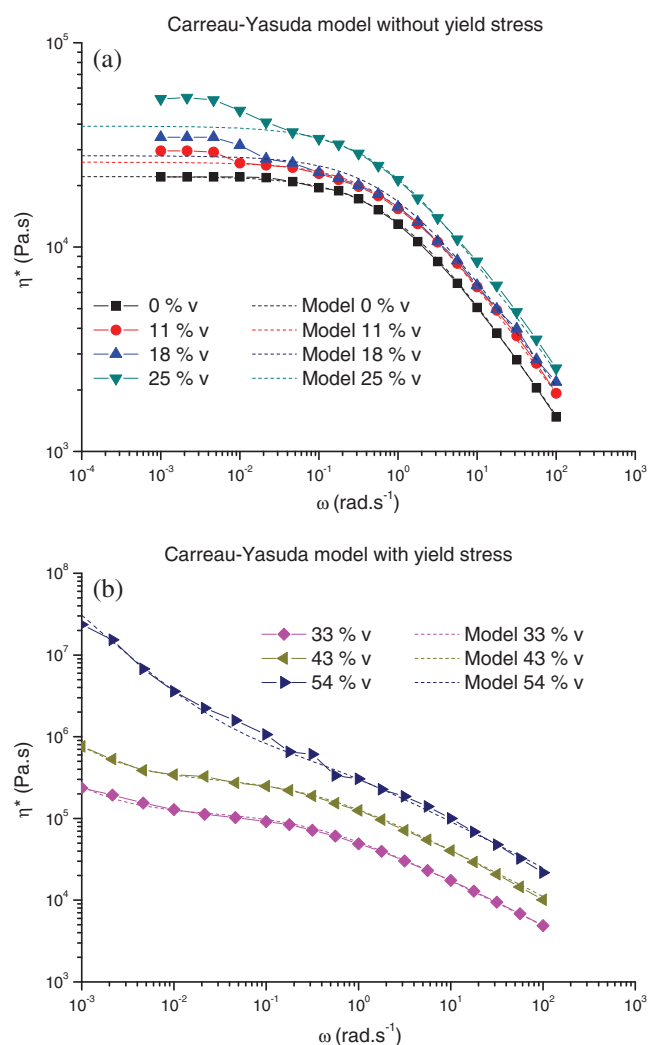 Carreau-Yasuda model without yield stress
(a)
10^5
10^4
10^3
η* (Pa.s)
0 % v
Model 0 % v
11 % v
Model 11 % v
18 % v
Model 18 % v
25 % v
Model 25 % v
10^-4 10^-3 10^-2 10^-1 10^0 10^1 10^2 10^3
ω (rad.s^-1)
Carreau-Yasuda model with yield stress
(b)
10^8
10^7
10^6
10^5
10^4
10^3
η* (Pa.s)
33 % v
Model 33 % v
43 % v
Model 43 % v
54 % v
Model 54 % v
10^-3 10^-2 10^-1 10^0 10^1 10^2 10^3
ω (rad.s^-1)